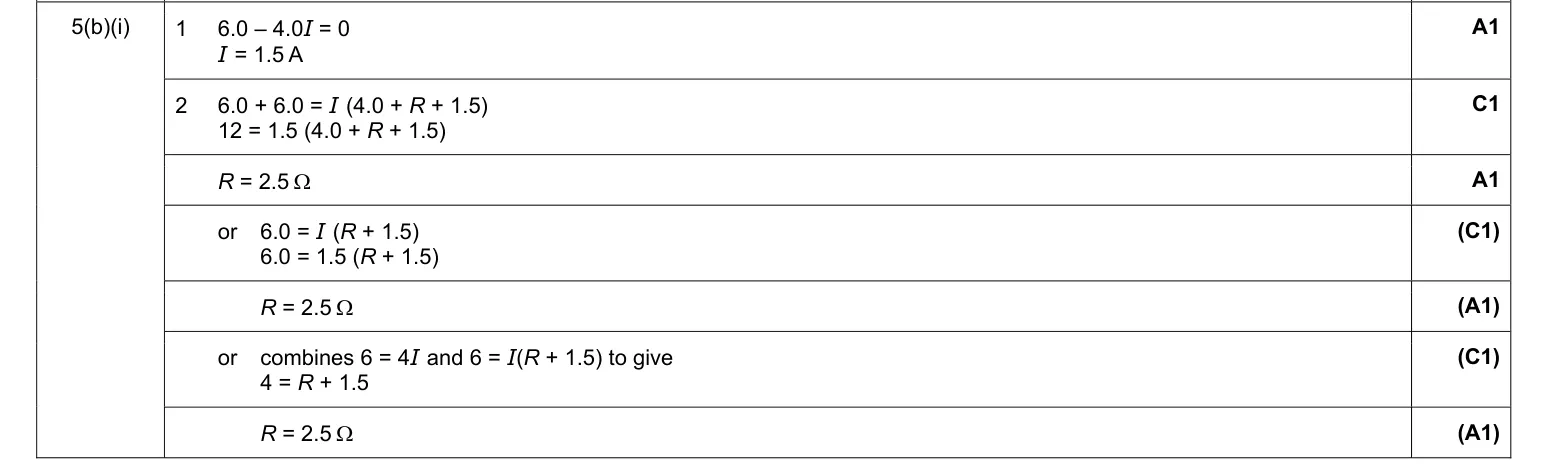 5(b)(i) 1 6.0 – 4.0I = 0 A1
I = 1.5 A
2 6.0 + 6.0 = I (4.0 + R + 1.5) C1
12 = 1.5 (4.0 + R + 1.5)
R = 2.5 Ω A1
or 6.0 = I (R + 1.5) (C1)
6.0 = 1.5 (R + 1.5)
R = 2.5 Ω (A1)
or combines 6 = 4I and 6 = I(R + 1.5) to give (C1)
4 = R + 1.5
R = 2.5 Ω (A1)